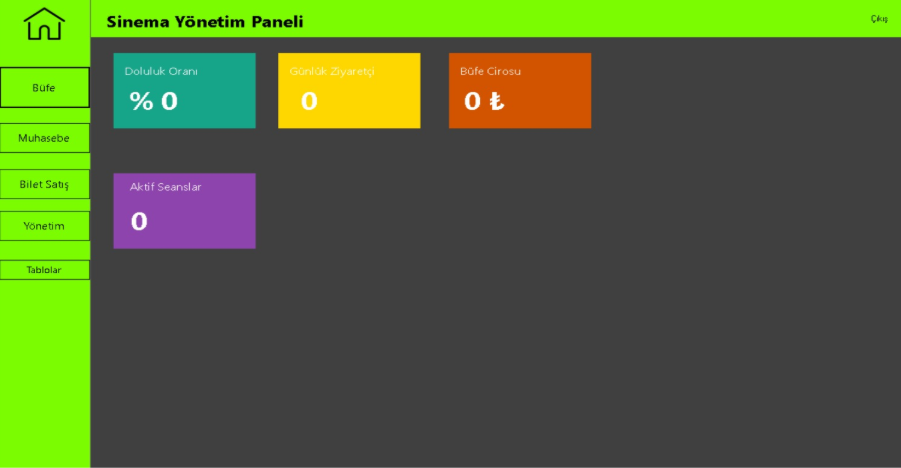 Sinema Yönetim Paneli
Çıkış
Büfe
Muhasebe
Bilet Satış
Yönetim
Tablolar
Doluluk Oranı
% 0
Günlük Ziyaretçi
0
Büfe Cirosu
0 ₺
Aktif Seanslar
0